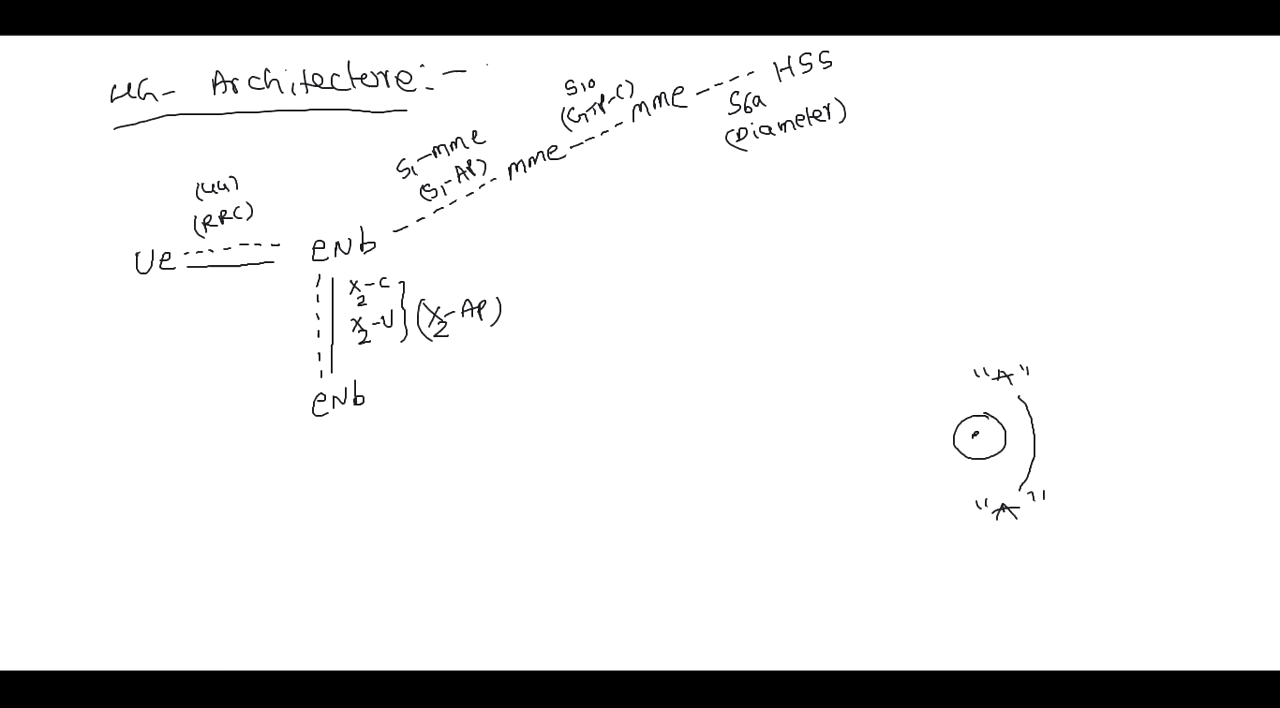 4G- Architecture:-
HSS
S10
(GTP-C)
mme
S6a
(Diameter)
S1-mme
(S1-AP)
mme
(Uu)
(RRC)
Ue
eNb
X2-C
X2-U
(X2-AP)
eNb
"A"
"A"